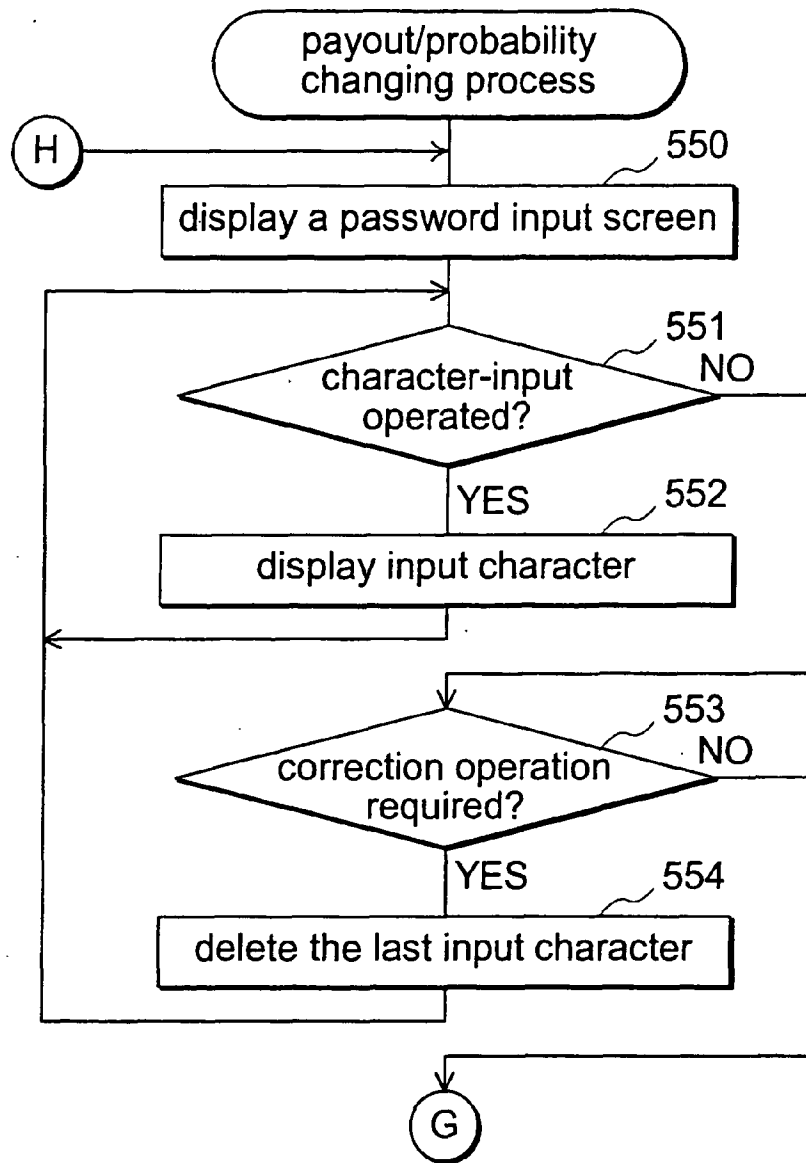 payout/probability
changing process
H
550
display a password input screen
551
character-input
operated?
NO
YES
552
display input character
553
correction operation
required?
NO
YES
554
delete the last input character
G